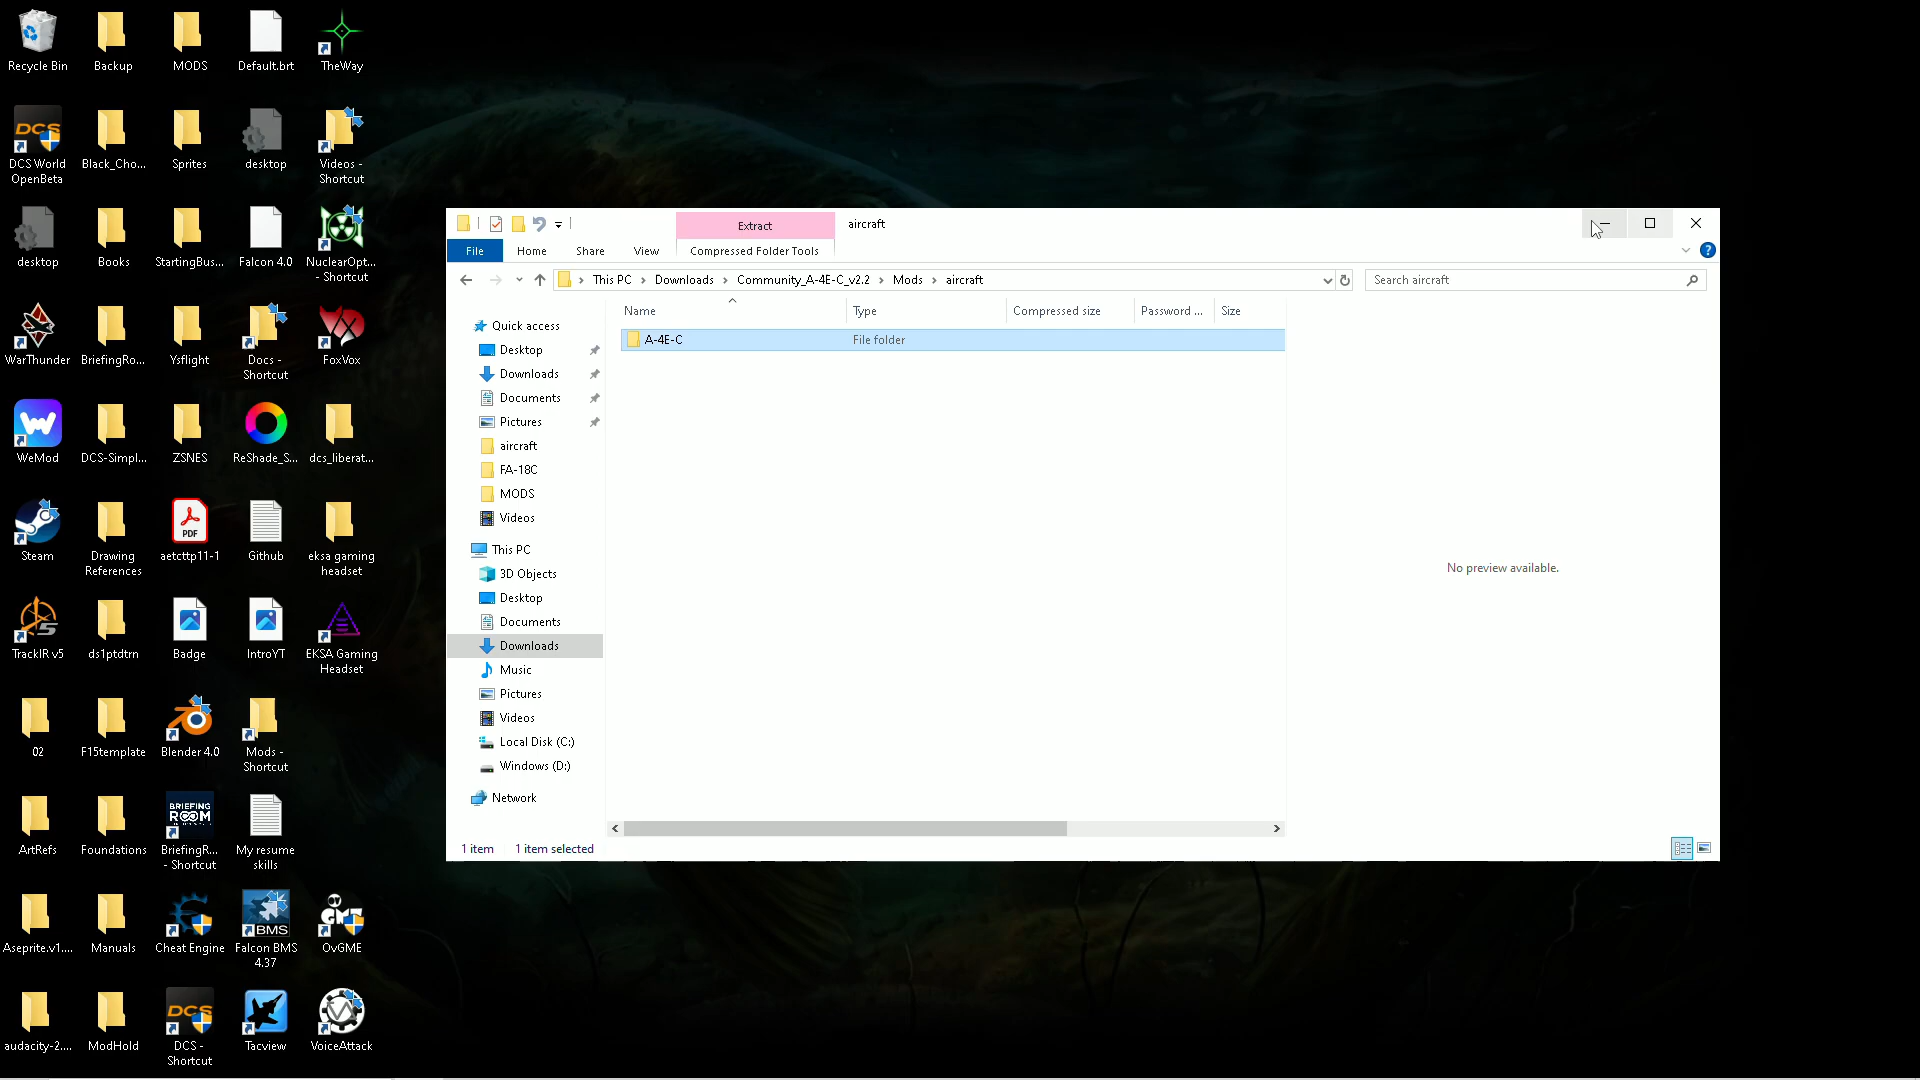 Recycle Bin
Backup
MODS
Default.brt
TheWay
DCS
DCS World
OpenBeta
Black_Cho...
Sprites
desktop
Videos -
Shortcut
desktop
Books
StartingBus...
Falcon 4.0
NuclearOpt...
- Shortcut
WarThunder
BriefingRo...
Ysflight
Docs -
Shortcut
FoxVox
WeMod
DCS-Simpl...
ZSNES
ReShade_S...
dcs_liberat...
Steam
Drawing
References
PDF
aetcttp11-1
Github
eksa gaming
headset
5
TrackIR v5
ds1ptdtrn
Badge
IntroYT
EKSA Gaming
Headset
02
F15template
Blender 4.0
Mods -
Shortcut
ArtRefs
Foundations
BRIEFING
ROOM
BriefingR...
- Shortcut
My resume
skills
Aseprite.v1....
Manuals
Cheat Engine
BMS
Falcon BMS
4.37
OvGME
audacity-2....
ModHold
DCS
DCS -
Shortcut
Tacview
VoiceAttack
Extract
aircraft
File
Home
Share
View
Compressed Folder Tools
This PC > Downloads > Community_A-4E-C_v2.2 > Mods > aircraft
Search aircraft
Name
Type
Compressed size
Password ...
Size
A-4E-C
File folder
Quick access
Desktop
Downloads
Documents
Pictures
aircraft
FA-18C
MODS
Videos
This PC
3D Objects
Desktop
Documents
Downloads
Music
Pictures
Videos
Local Disk (C:)
Windows (D:)
Network
No preview available.
1 item
1 item selected